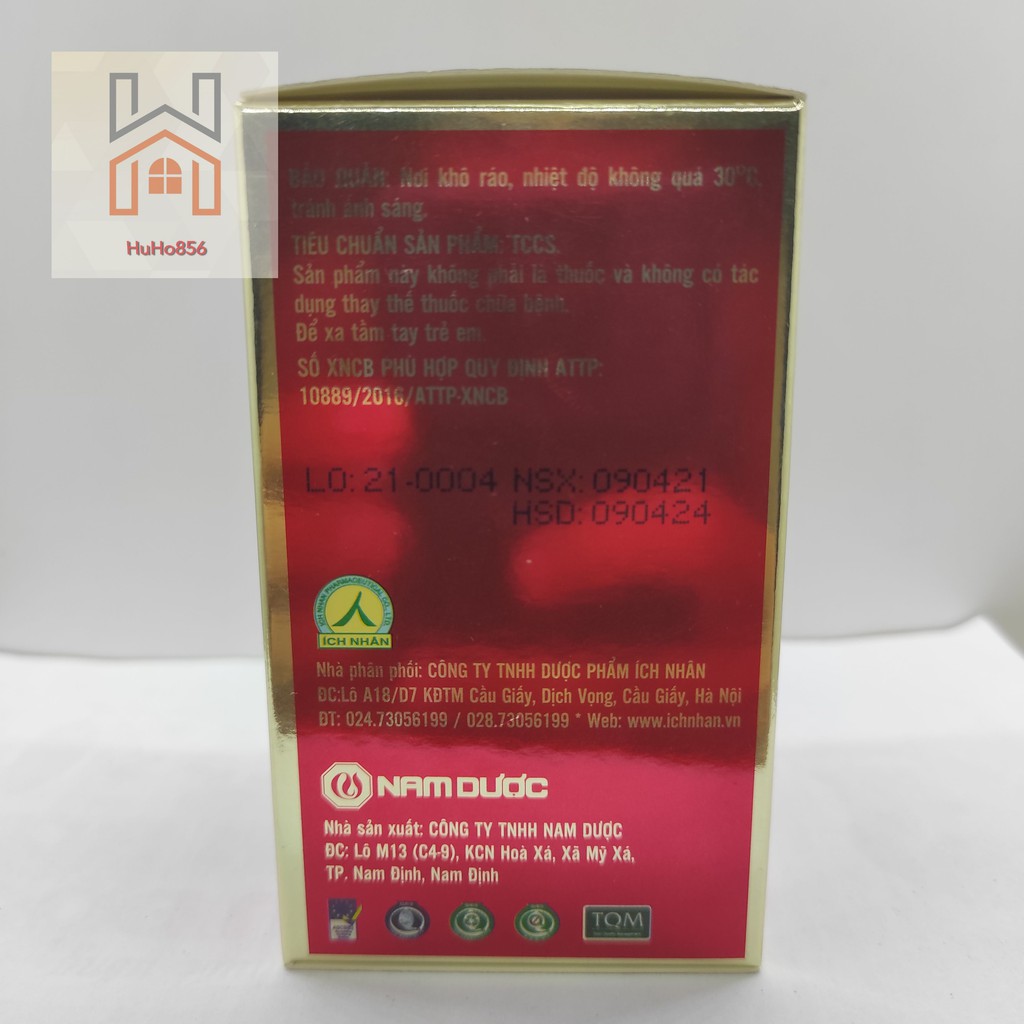 HuHo856
BẢO QUẢN: Nơi khô ráo, nhiệt độ không quá 30°C,
tránh ánh sáng.
TIÊU CHUẨN SẢN PHẨM: TCCS.
Sản phẩm này không phải là thuốc và không có tác
dụng thay thế thuốc chữa bệnh.
Để xa tầm tay trẻ em.
SỐ XNCB PHÙ HỢP QUY ĐỊNH ATTP:
10889/2016/ATTP-XNCB
LO: 21-0004 NSX: 090421
HSD: 090424
ICH NHAN PHARMACEUTICAL CO., LTD
ÍCH NHÂN
Nhà phân phối: CÔNG TY TNHH DƯỢC PHẨM ÍCH NHÂN
ĐC:Lô A18/D7 KĐTM Cầu Giấy, Dịch Vọng, Cầu Giấy, Hà Nội
ĐT: 024.73056199 / 028.73056199 * Web: www.ichnhan.vn
NAM DƯỢC
Nhà sản xuất: CÔNG TY TNHH NAM DƯỢC
ĐC: Lô M13 (C4-9), KCN Hoà Xá, Xã Mỹ Xá,
TP. Nam Định, Nam Định
TQM